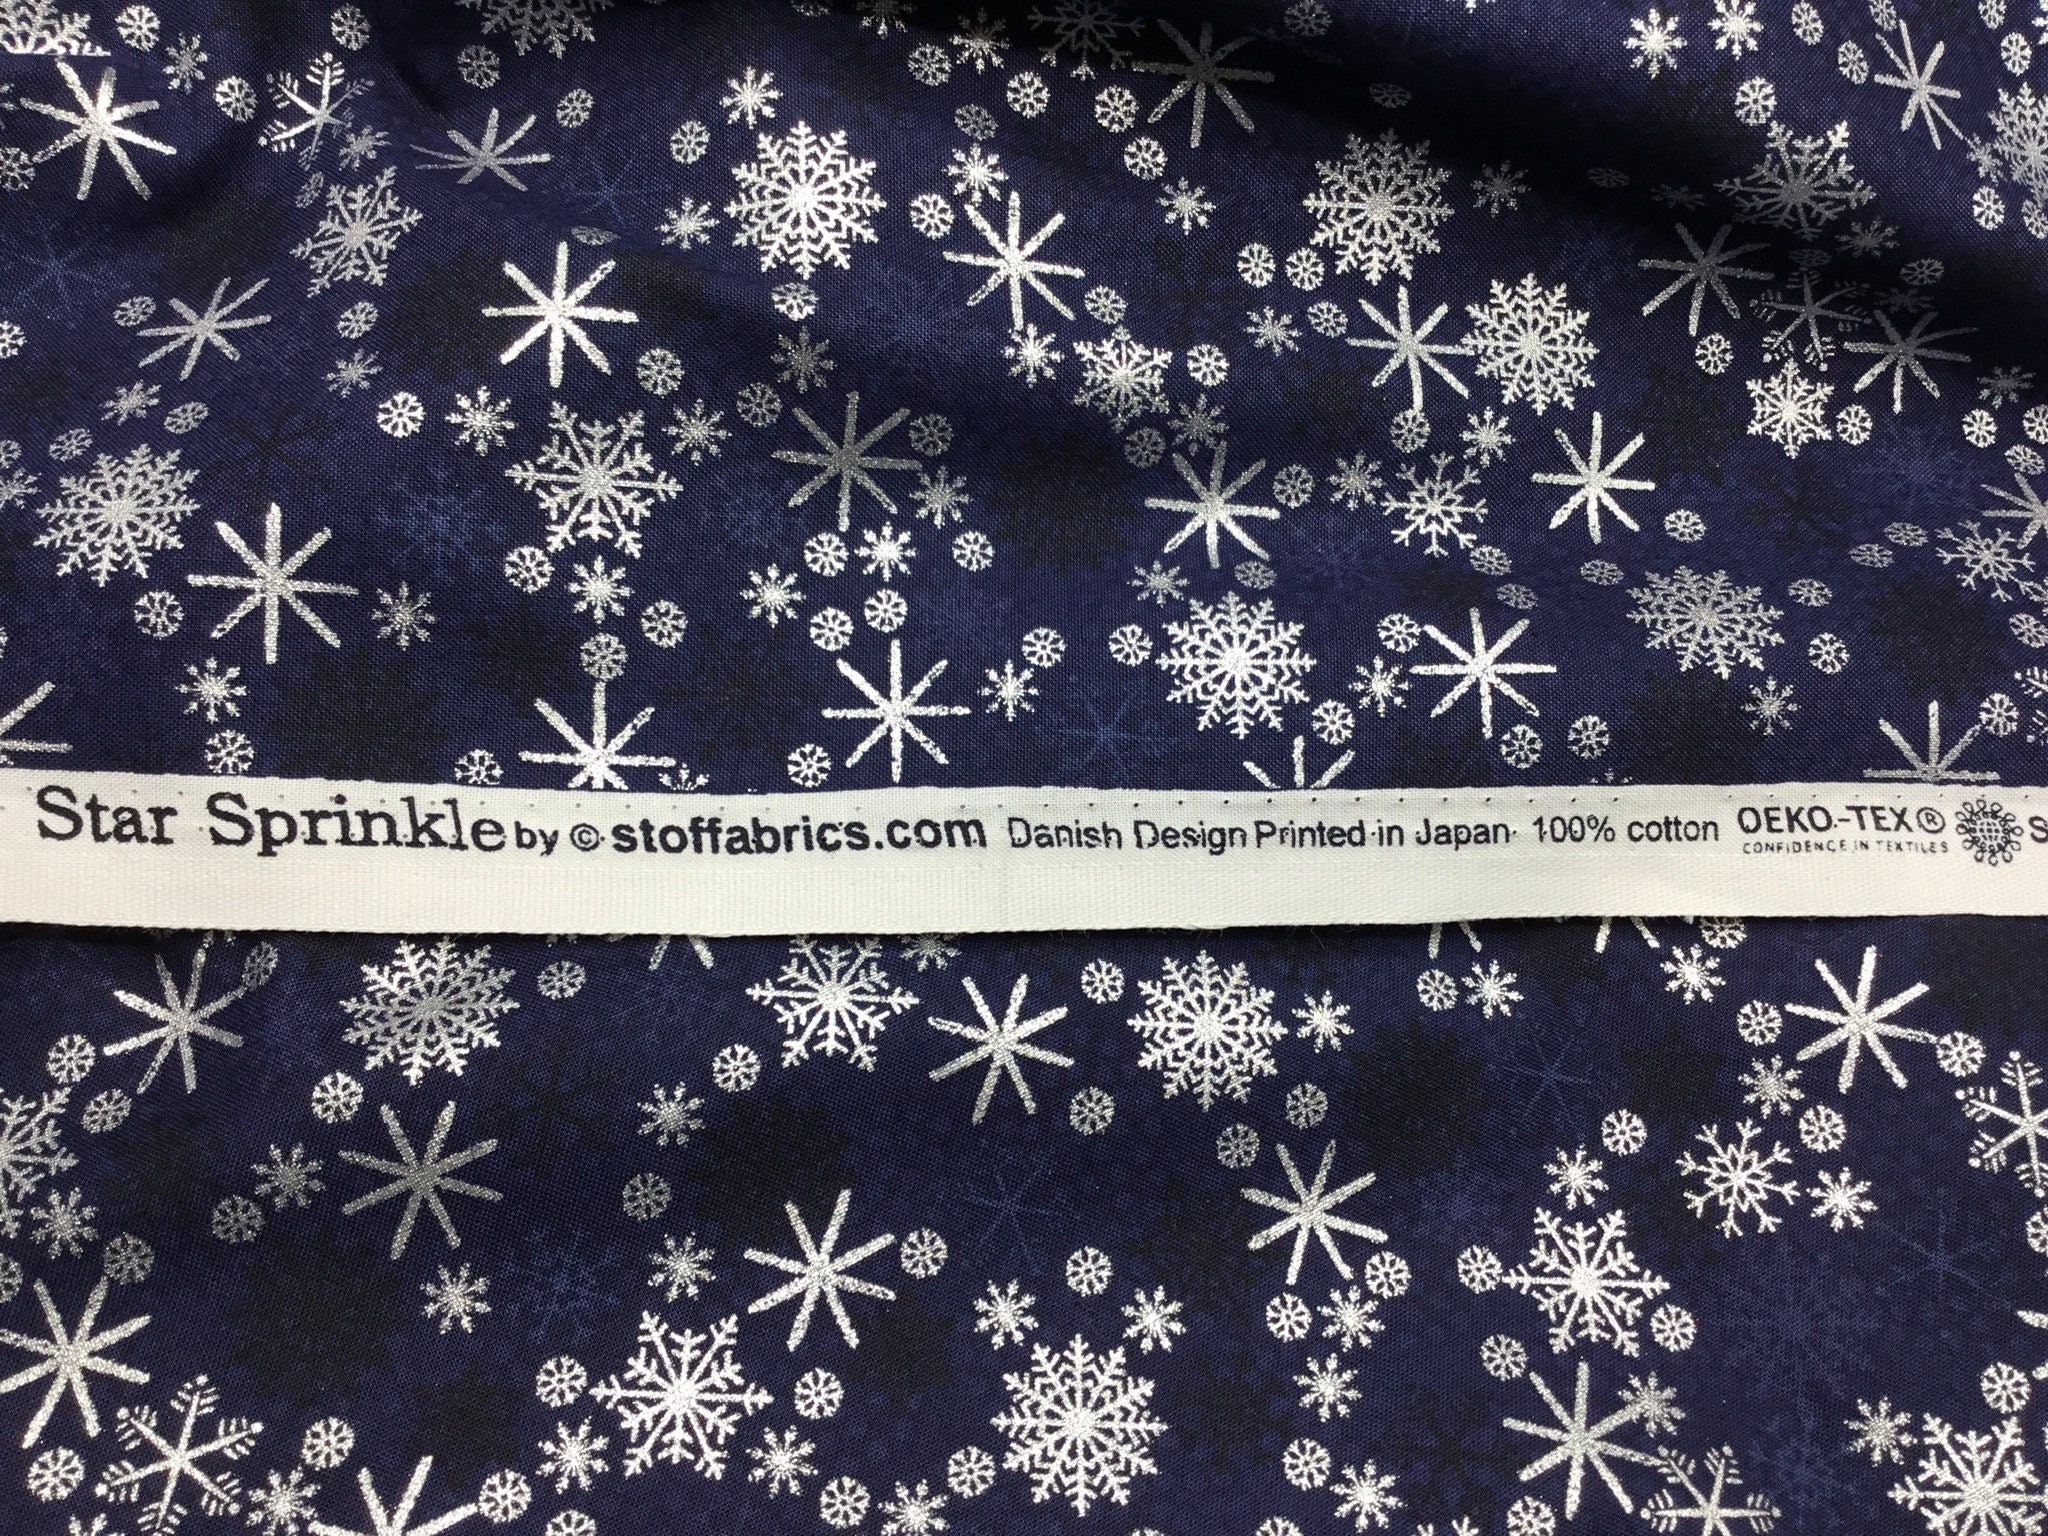 Star Sprinkle by © stoffabrics.com Danish Design Printed in Japan 100% cotton OEKO-TEX® S
CONFIDENCE IN TEXTILES